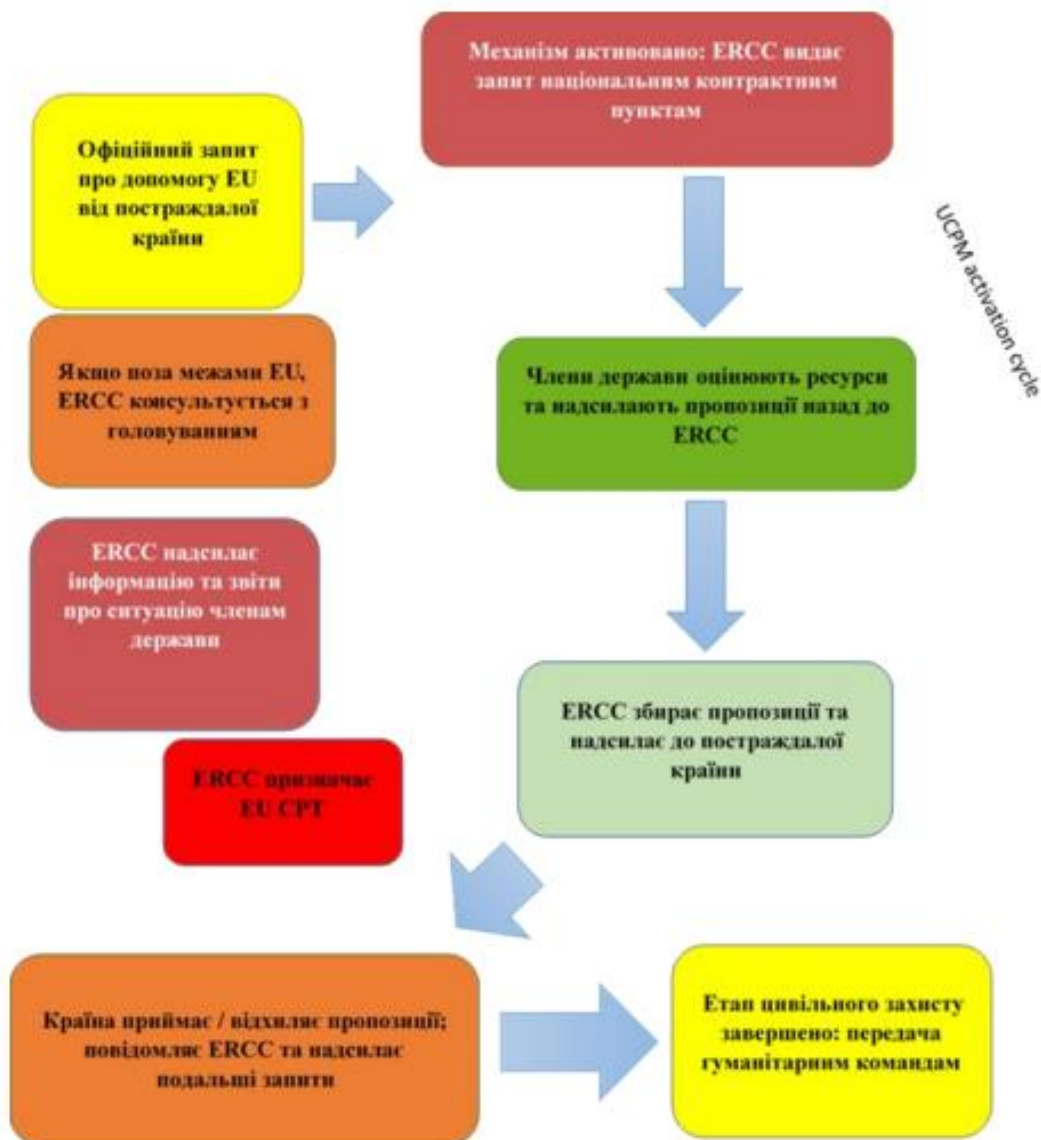 Механізм активовано: ERCC видає
запит національним контрактним
пунктам
Офіційний запит
про допомогу EU
від постраждалої
країни
UCPM activation cycle
Якщо поза межами EU,
ERCC консультується з
головуванням
Члени держави оцінюють ресурси
та надсилають пропозиції назад до
ERCC
ERCC надсилає
інформацію та звіти
про ситуацію членам
держави
ERCC збирає пропозиції та
надсилає до постраждалої
країни
ERCC призначає
EU CPT
Країна приймає / відхиляє пропозиції;
повідомляє ERCC та надсилає
подальші запити
Етап цивільного захисту
завершено: передача
гуманітарним командам